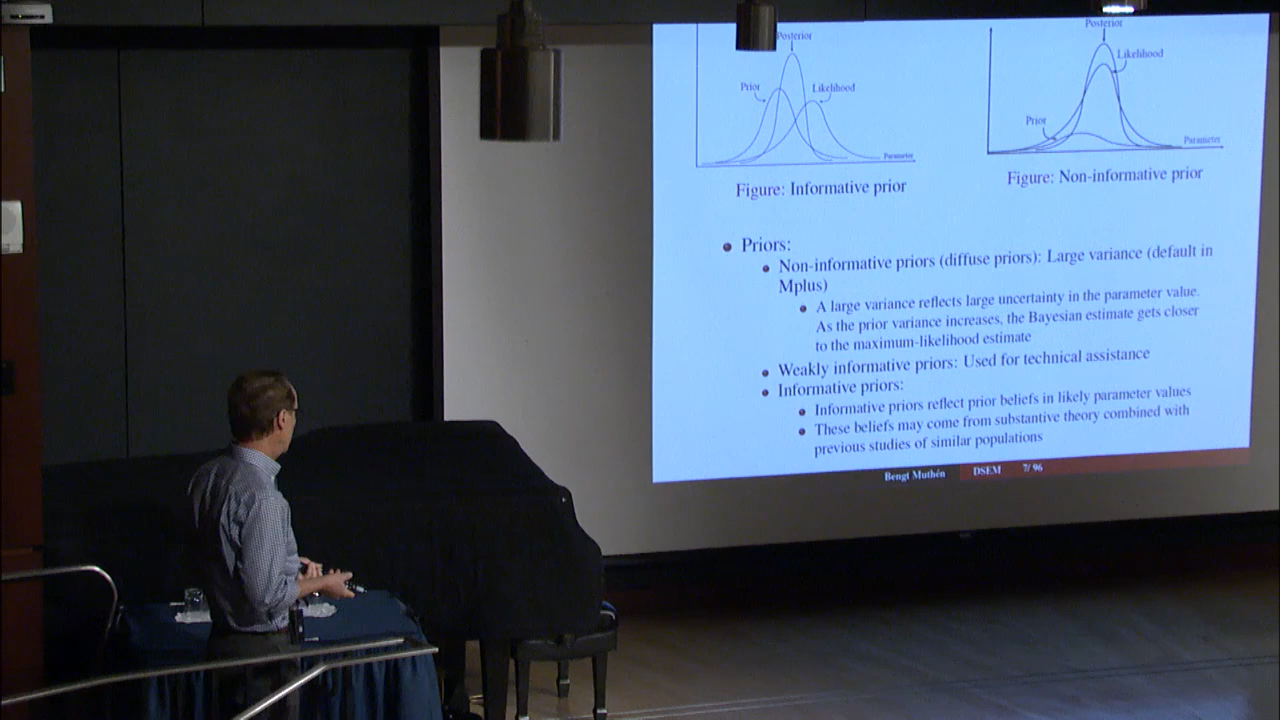 Posterior
Prior
Likelihood
Parameter
Figure: Informative prior
Posterior
Likelihood
Prior
Parameter
Figure: Non-informative prior
Priors:
Non-informative priors (diffuse priors): Large variance (default in
Mplus)
A large variance reflects large uncertainty in the parameter value.
As the prior variance increases, the Bayesian estimate gets closer
to the maximum-likelihood estimate
Weakly informative priors: Used for technical assistance
Informative priors:
Informative priors reflect prior beliefs in likely parameter values
These beliefs may come from substantive theory combined with
previous studies of similar populations
Bengt Muthén DSEM 7/ 96